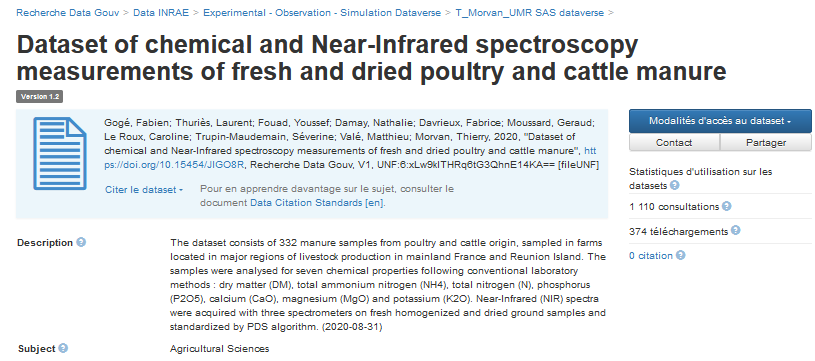 Recherche Data Gouv > Data INRAE > Experimental - Observation - Simulation Dataverse > T_Morvan_UMR SAS dataverse >
Dataset of chemical and Near-Infrared spectroscopy
measurements of fresh and dried poultry and cattle manure
Version 1.2
Gogé, Fabien; Thuriès, Laurent; Fouad, Youssef; Damay, Nathalie; Davrieux, Fabrice; Moussard, Geraud;
Le Roux, Caroline; Trupin-Maudemain, Séverine; Valé, Matthieu; Morvan, Thierry, 2020, "Dataset of
chemical and Near-Infrared spectroscopy measurements of fresh and dried poultry and cattle manure", htt
ps://doi.org/10.15454/JIGO8R, Recherche Data Gouv, V1, UNF:6:xLw9kITHRq6tG3QhnE14KA== [fileUNF]
Citer le dataset
Pour en apprendre davantage sur le sujet, consulter le
document Data Citation Standards [en].
Modalités d'accès au dataset
Contact
Partager
Statistiques d'utilisation sur les
datasets ?
1 110 consultations ?
374 téléchargements ?
0 citation ?
Description ?
The dataset consists of 332 manure samples from poultry and cattle origin, sampled in farms
located in major regions of livestock production in mainland France and Reunion Island. The
samples were analysed for seven chemical properties following conventional laboratory
methods : dry matter (DM), total ammonium nitrogen (NH4), total nitrogen (N), phosphorus
(P2O5), calcium (CaO), magnesium (MgO) and potassium (K2O). Near-Infrared (NIR) spectra
were acquired with three spectrometers on fresh homogenized and dried ground samples and
standardized by PDS algorithm. (2020-08-31)
Subject ?
Agricultural Sciences